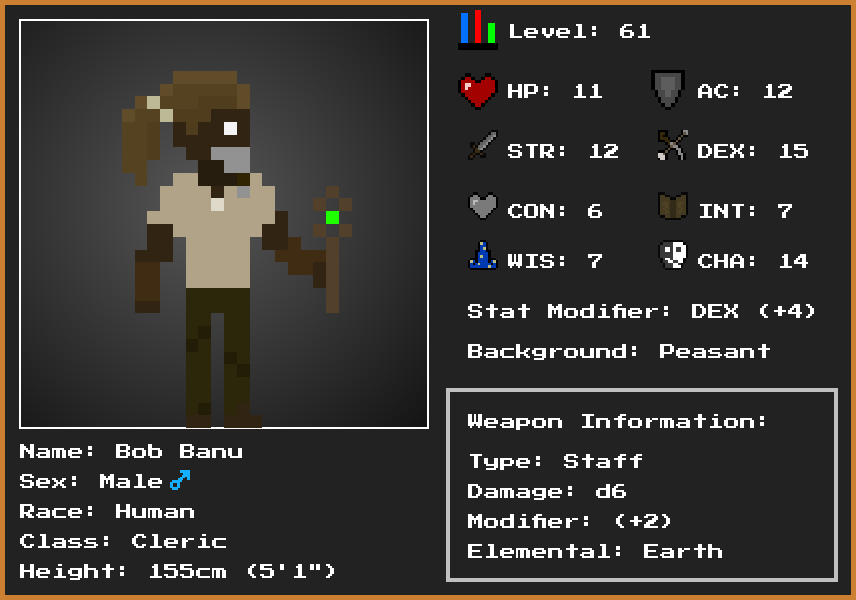 Level: 61
HP: 11 AC: 12
STR: 12 DEX: 15
CON: 6 INT: 7
WIS: 7 CHA: 14
Stat Modifier: DEX (+4)
Background: Peasant
Weapon Information:
Type: Staff
Damage: d6
Modifier: (+2)
Elemental: Earth
Name: Bob Banu
Sex: Male♂
Race: Human
Class: Cleric
Height: 155cm (5'1")